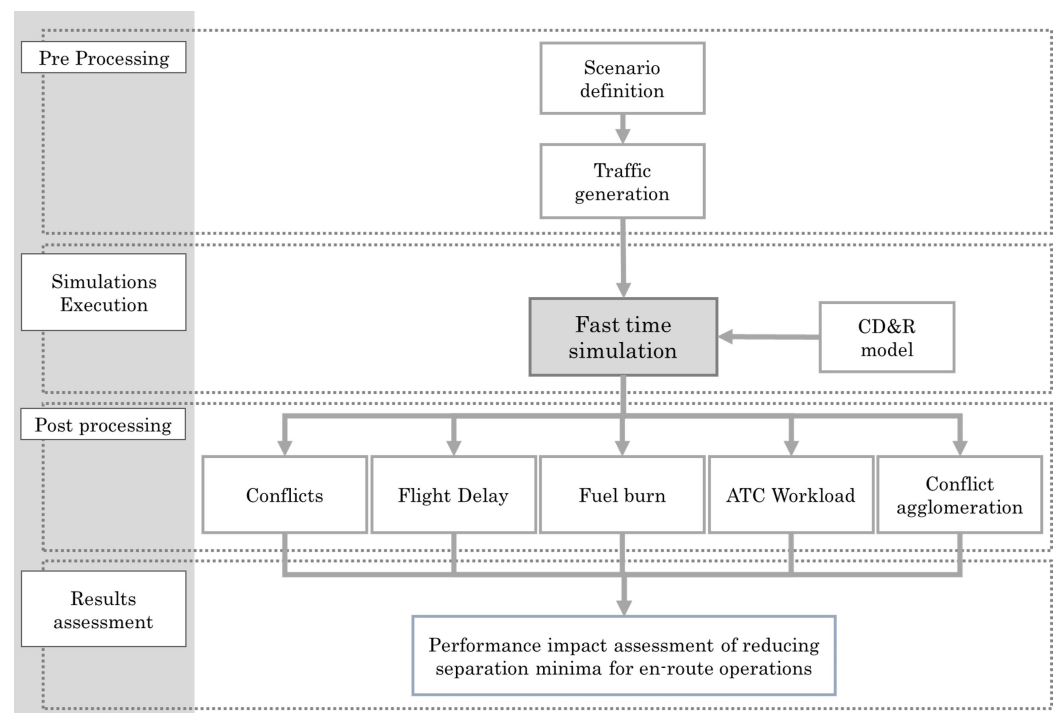 Pre Processing
Scenario
definition
Traffic
generation
Simulations
Execution
Fast time
simulation
CD&R
model
Post processing
Conflicts
Flight Delay
Fuel burn
ATC Workload
Conflict
agglomeration
Results
assessment
Performance impact assessment of reducing
separation minima for en-route operations